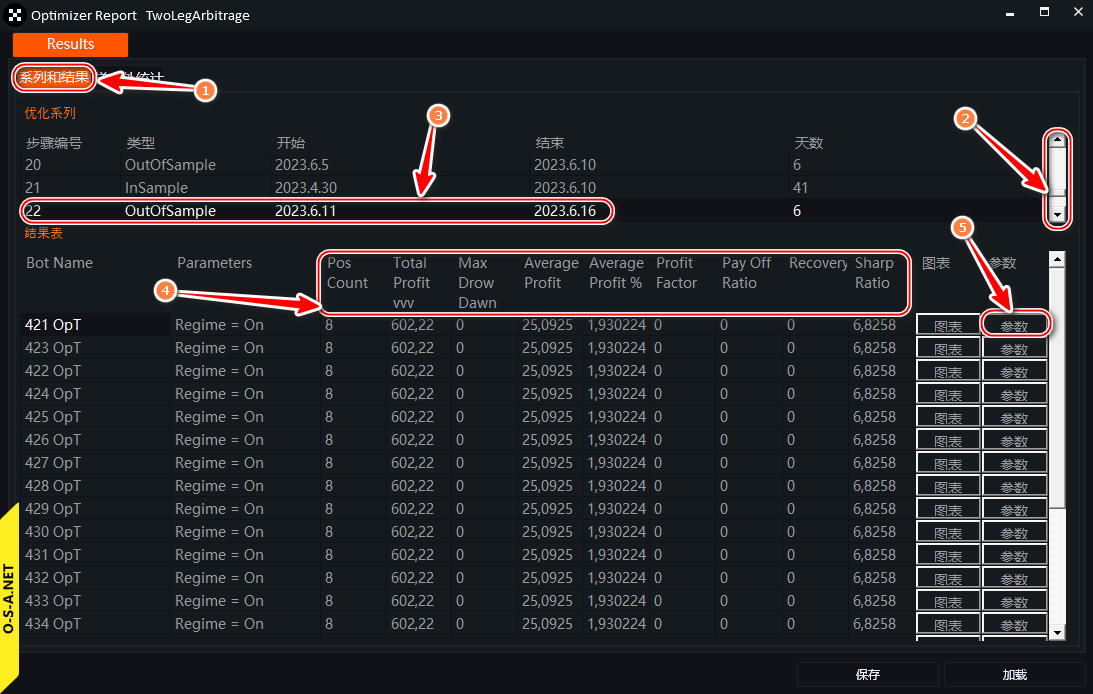 Optimizer Report TwoLegArbitrage
Results
系列和结果 统计
1
优化系列
2
3
步骤编号 类型 开始 结束 天数
20 OutOfSample 2023.6.5 2023.6.10 6
21 InSample 2023.4.30 2023.6.10 41
22 OutOfSample 2023.6.11 2023.6.16 6
结果表
5
Bot Name Parameters Pos Count Total Profit vvv Max Drow Dawn Average Profit Average Profit % Profit Factor Pay Off Ratio Recovery Sharp Ratio 图表 参数
4
421 OpT Regime = On 8 602,22 0 25,0925 1,930224 0 0 0 6,8258 图表 参数
423 OpT Regime = On 8 602,22 0 25,0925 1,930224 0 0 0 6,8258 图表 参数
422 OpT Regime = On 8 602,22 0 25,0925 1,930224 0 0 0 6,8258 图表 参数
424 OpT Regime = On 8 602,22 0 25,0925 1,930224 0 0 0 6,8258 图表 参数
425 OpT Regime = On 8 602,22 0 25,0925 1,930224 0 0 0 6,8258 图表 参数
426 OpT Regime = On 8 602,22 0 25,0925 1,930224 0 0 0 6,8258 图表 参数
427 OpT Regime = On 8 602,22 0 25,0925 1,930224 0 0 0 6,8258 图表 参数
428 OpT Regime = On 8 602,22 0 25,0925 1,930224 0 0 0 6,8258 图表 参数
429 OpT Regime = On 8 602,22 0 25,0925 1,930224 0 0 0 6,8258 图表 参数
430 OpT Regime = On 8 602,22 0 25,0925 1,930224 0 0 0 6,8258 图表 参数
431 OpT Regime = On 8 602,22 0 25,0925 1,930224 0 0 0 6,8258 图表 参数
432 OpT Regime = On 8 602,22 0 25,0925 1,930224 0 0 0 6,8258 图表 参数
433 OpT Regime = On 8 602,22 0 25,0925 1,930224 0 0 0 6,8258 图表 参数
434 OpT Regime = On 8 602,22 0 25,0925 1,930224 0 0 0 6,8258 图表 参数
O-S-A.NET
保存 加载